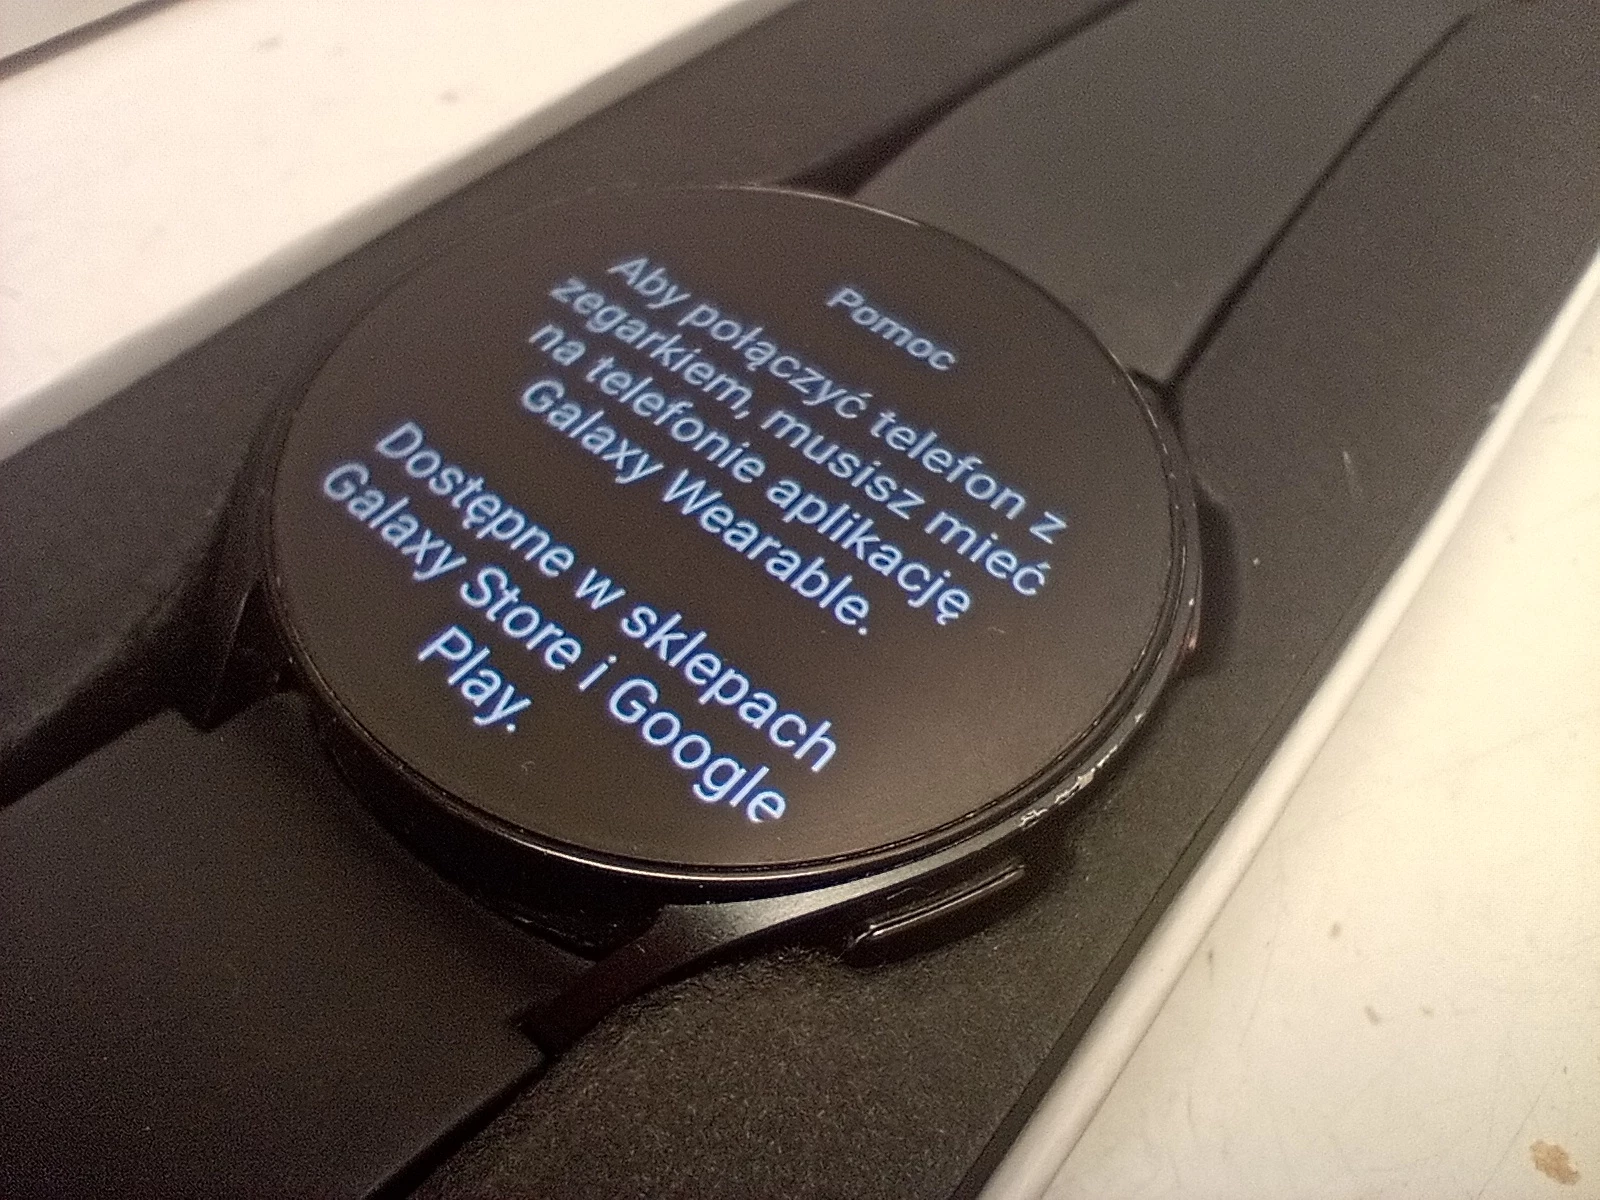 Pomoc
Aby połączyć telefon z
zegarkiem, musisz mieć
na telefonie aplikację
Galaxy Wearable.
Dostępne w sklepach
Galaxy Store i Google
Play.